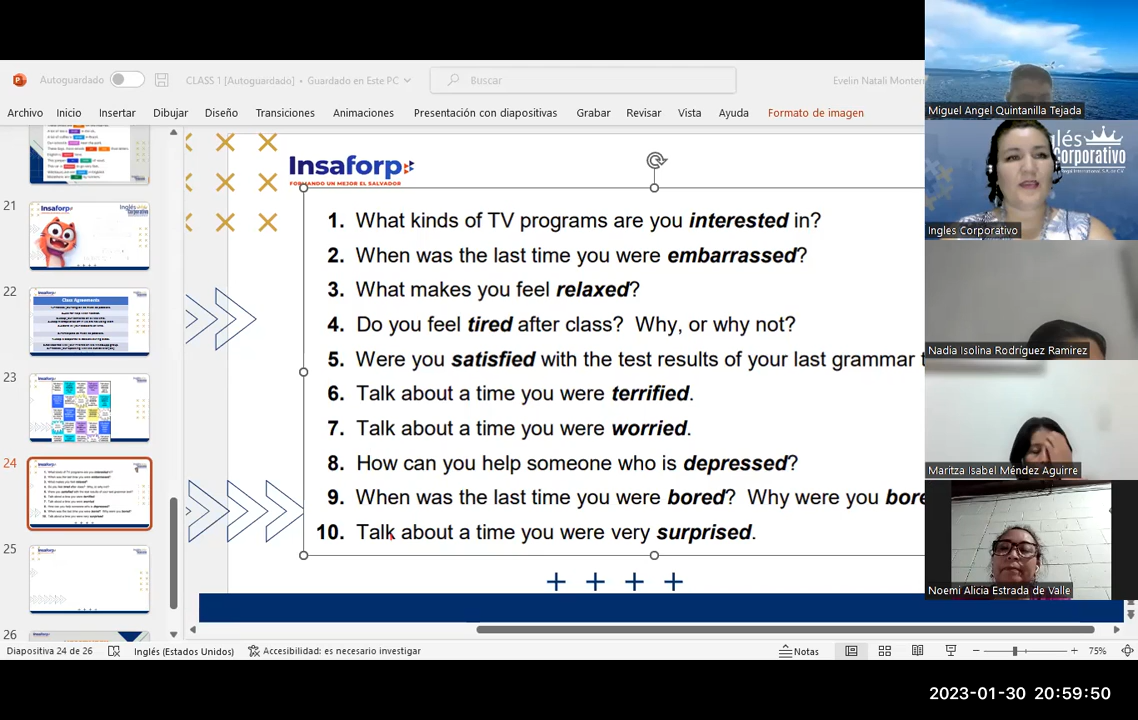 Autoguardado
CLASS 1 [Autoguardado] • Guardado en Este PC
Buscar
Evelin Natali Monter
Archivo Inicio Insertar Dibujar Diseño Transiciones Animaciones Presentación con diapositivas Grabar Revisar Vista Ayuda Formato de imagen
Insaforp
FORMANDO UN MEJOR EL SALVADOR
1. What kinds of TV programs are you interested in?
2. When was the last time you were embarrassed?
3. What makes you feel relaxed?
4. Do you feel tired after class? Why, or why not?
5. Were you satisfied with the test results of your last grammar t
6. Talk about a time you were terrified.
7. Talk about a time you were worried.
8. How can you help someone who is depressed?
9. When was the last time you were bored? Why were you bore
10. Talk about a time you were very surprised.
21
22
Class Agreements
23
24
25
26
Diapositiva 24 de 26
Inglés (Estados Unidos)
Accesibilidad: es necesario investigar
Notas
75%
Miguel Angel Quintanilla Tejada
glés
Corporativo
Ingles Corporativo
Nadia Isolina Rodríguez Ramirez
Maritza Isabel Méndez Aguirre
Noemi Alicia Estrada de Valle
2023-01-30 20:59:50